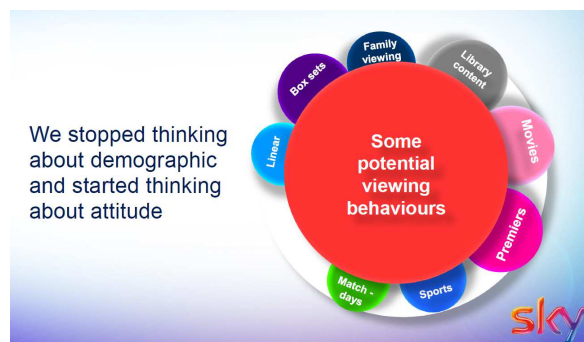 We stopped thinking
about demographic
and started thinking
about attitude
Some
potential
viewing
behaviours
Family
viewing
Library
content
Movies
Premiers
Sports
Match -
days
Linear
Box sets
sky